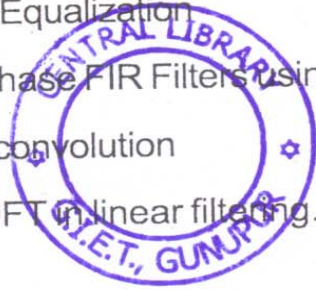 Equalization
hase FIR Filters usin
convolution
FT in linear filtering.
CENTRAL LIBRARY
G.I.E.T., GUNUPUR